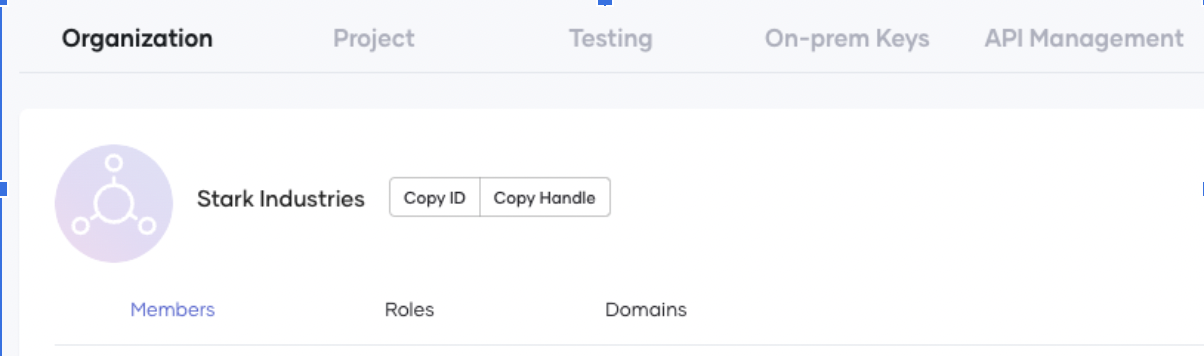 Organization Project Testing On-prem Keys API Management
Stark Industries Copy ID Copy Handle
Members Roles Domains